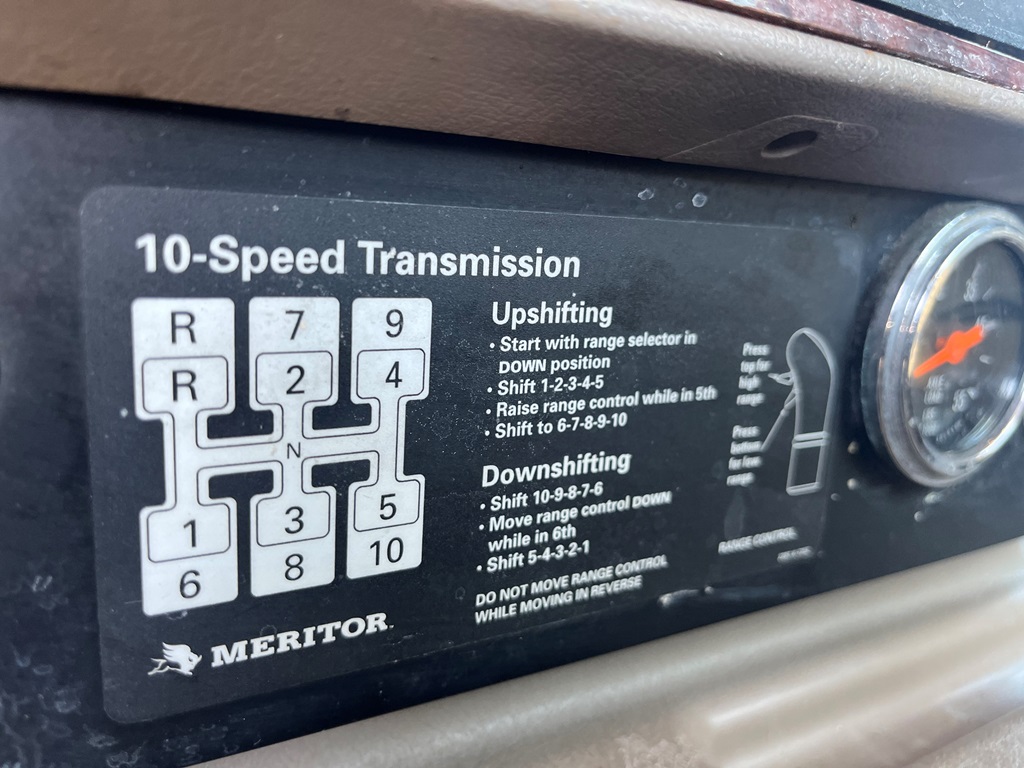 10-Speed Transmission
R 7 9
R 2 4
N
1 3 5
6 8 10
MERITOR
Upshifting
• Start with range selector in
DOWN position
• Shift 1-2-3-4-5
• Raise range control while in 5th
• Shift to 6-7-8-9-10
Downshifting
• Shift 10-9-8-7-6
• Move range control DOWN
while in 6th
• Shift 5-4-3-2-1
DO NOT MOVE RANGE CONTROL
WHILE MOVING IN REVERSE
Press
top for
high
range
Press
bottom
for low
range
RANGE CONTROL